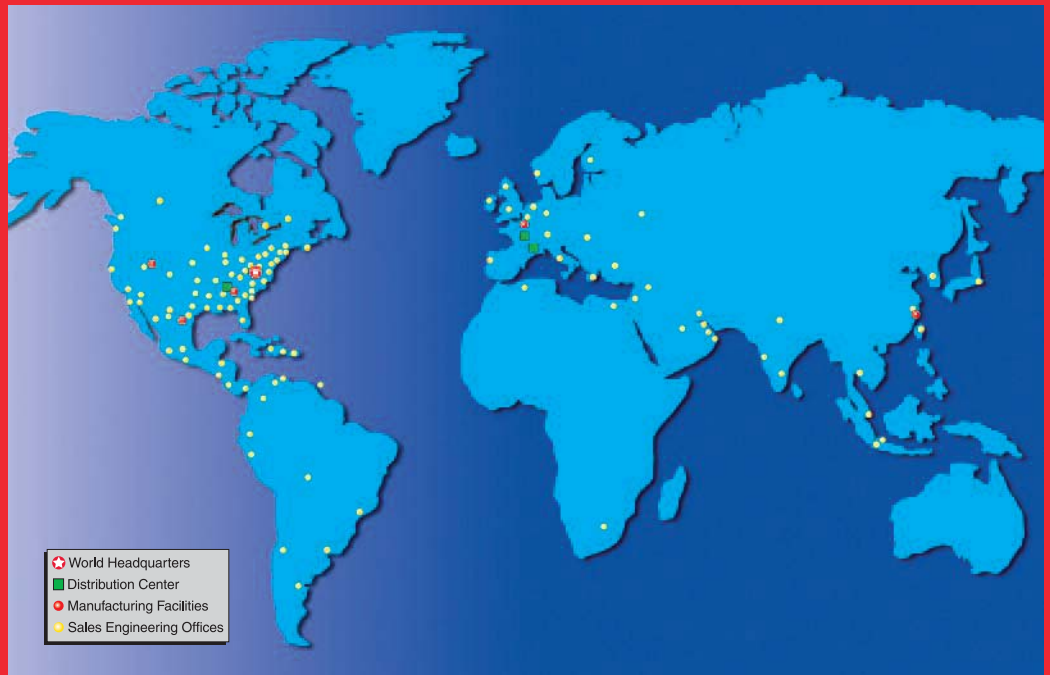 World Headquarters
Distribution Center
Manufacturing Facilities
Sales Engineering Offices